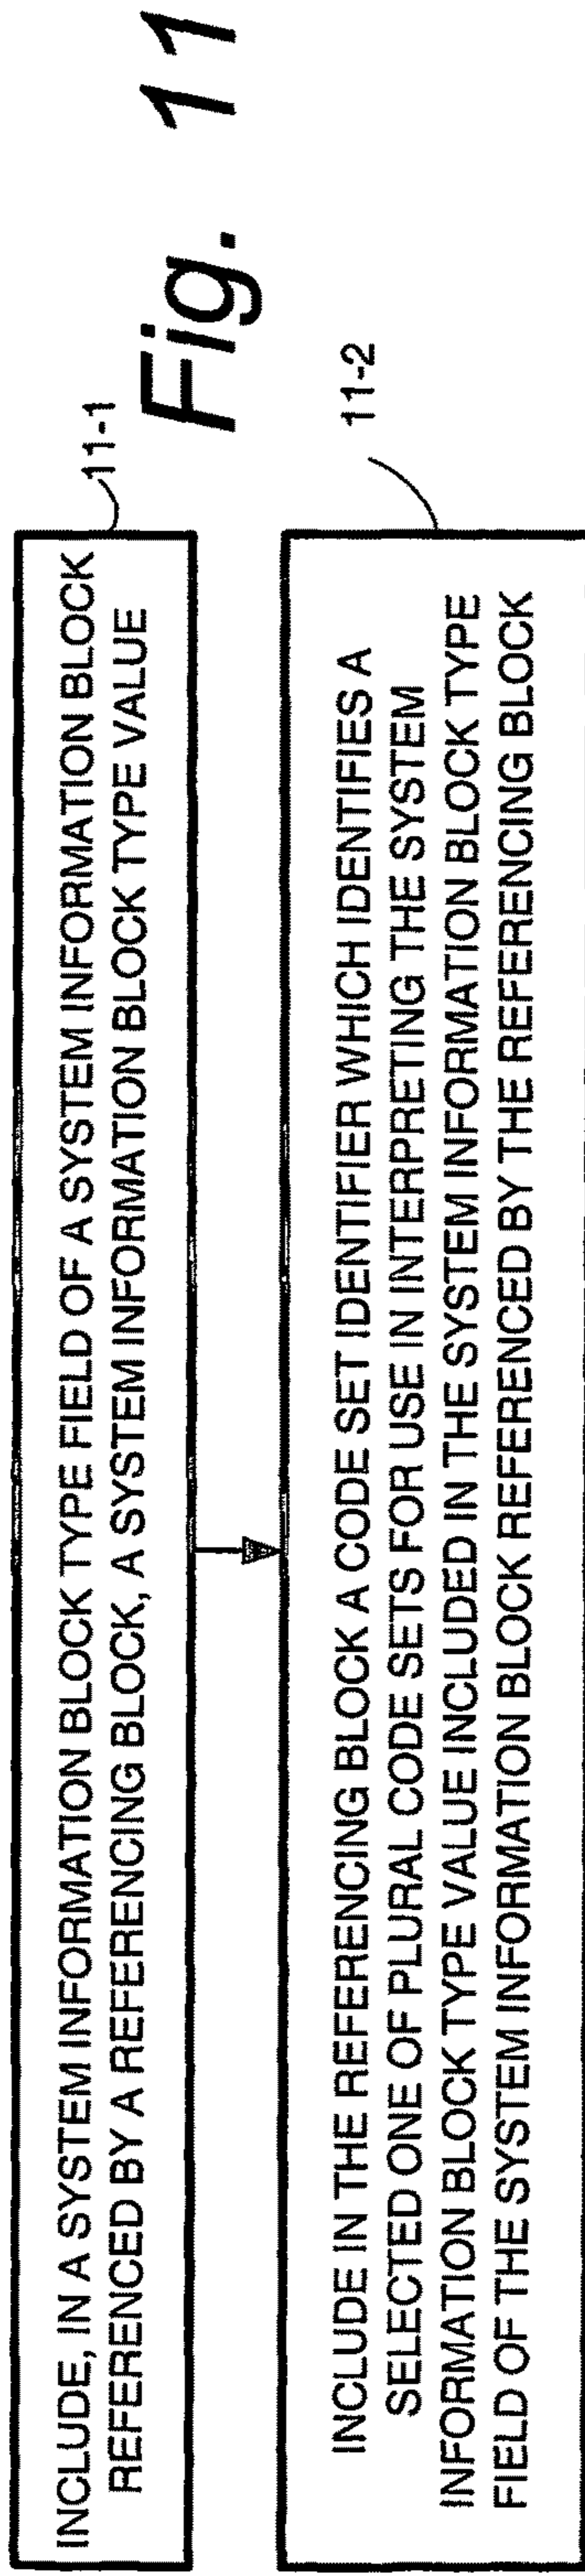 INCLUDE, IN A SYSTEM INFORMATION BLOCK TYPE FIELD OF A SYSTEM INFORMATION BLOCK
REFERENCED BY A REFERENCING BLOCK, A SYSTEM INFORMATION BLOCK TYPE VALUE
11-1
INCLUDE IN THE REFERENCING BLOCK A CODE SET IDENTIFIER WHICH IDENTIFIES A
SELECTED ONE OF PLURAL CODE SETS FOR USE IN INTERPRETING THE SYSTEM
INFORMATION BLOCK TYPE VALUE INCLUDED IN THE SYSTEM INFORMATION BLOCK TYPE
FIELD OF THE SYSTEM INFORMATION BLOCK REFERENCED BY THE REFERENCING BLOCK
11-2
Fig. 11